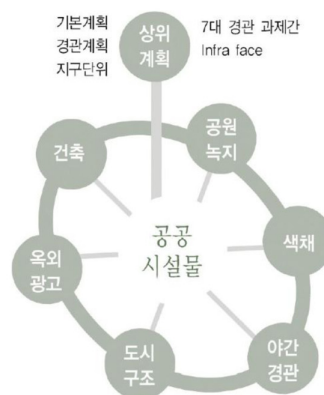 기본계획
경관계획
지구단위
상위
계획
7대 경관 과제간
Infra face
건축
공원
녹지
공공
시설물
색채
옥외
광고
도시
구조
야간
경관